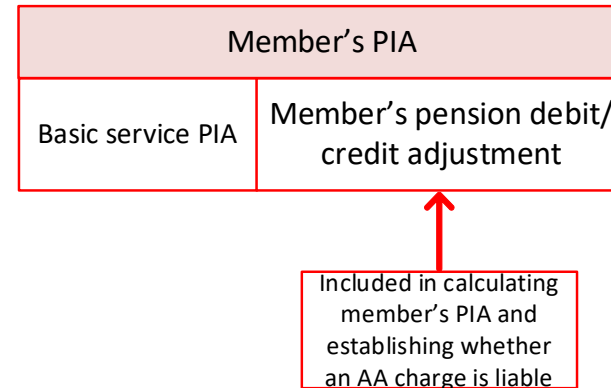 Member’s PIA
Basic service PIA
Member’s pension debit/
credit adjustment
Included in calculating
member’s PIA and
establishing whether
an AA charge is liable